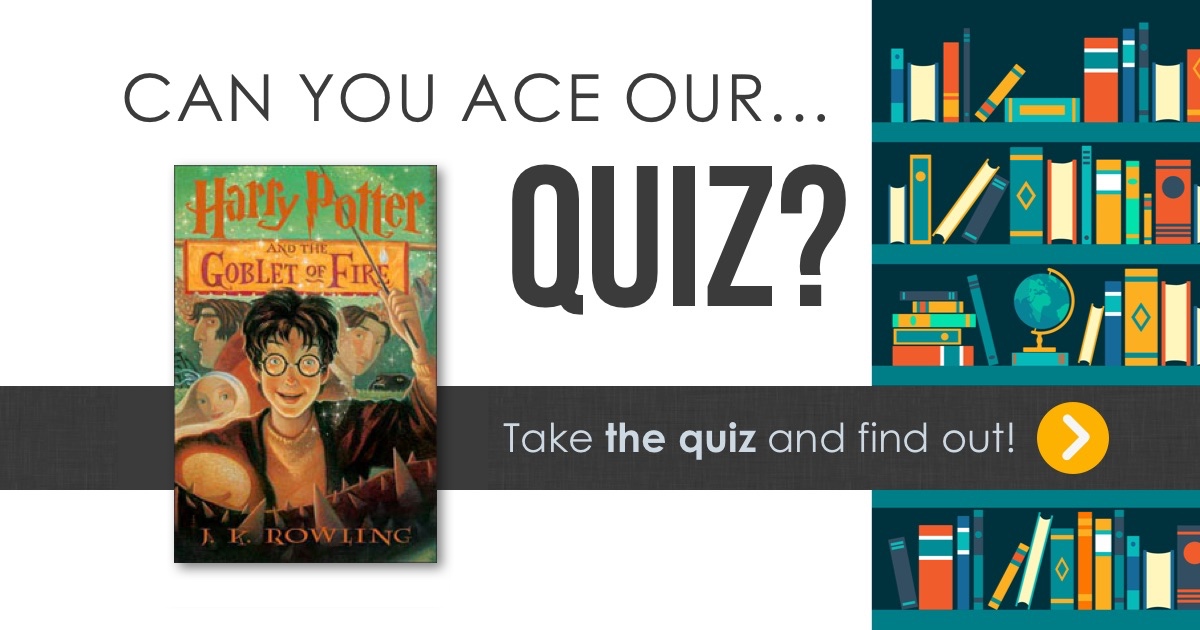 CAN YOU ACE OUR...
QUIZ?
Harry Potter
AND THE
GOBLET OF FIRE
J. K. ROWLING
Take the quiz and find out!